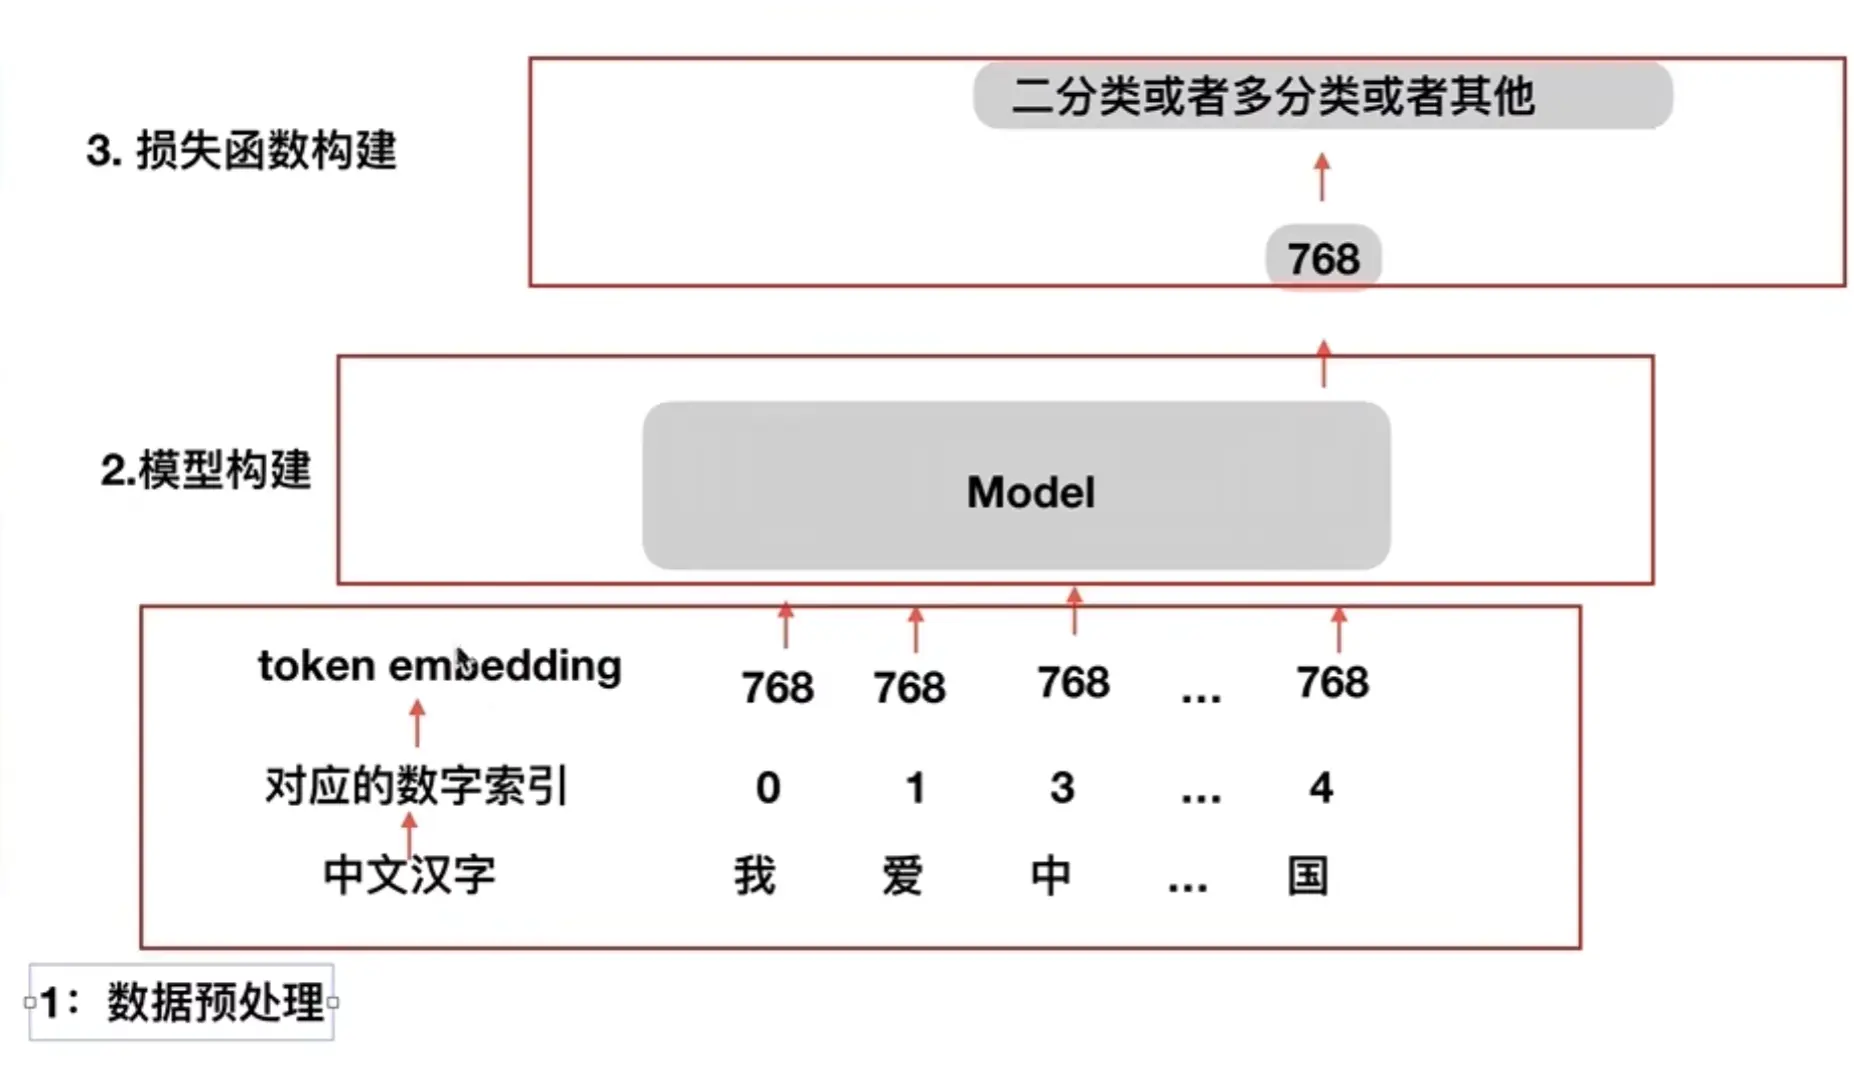 二分类或者多分类或者其他
3. 损失函数构建
768
2.模型构建
Model
token embedding 768 768 768 ... 768
对应的数字索引 0 1 3 ... 4
中文汉字 我 爱 中 ... 国
1：数据预处理